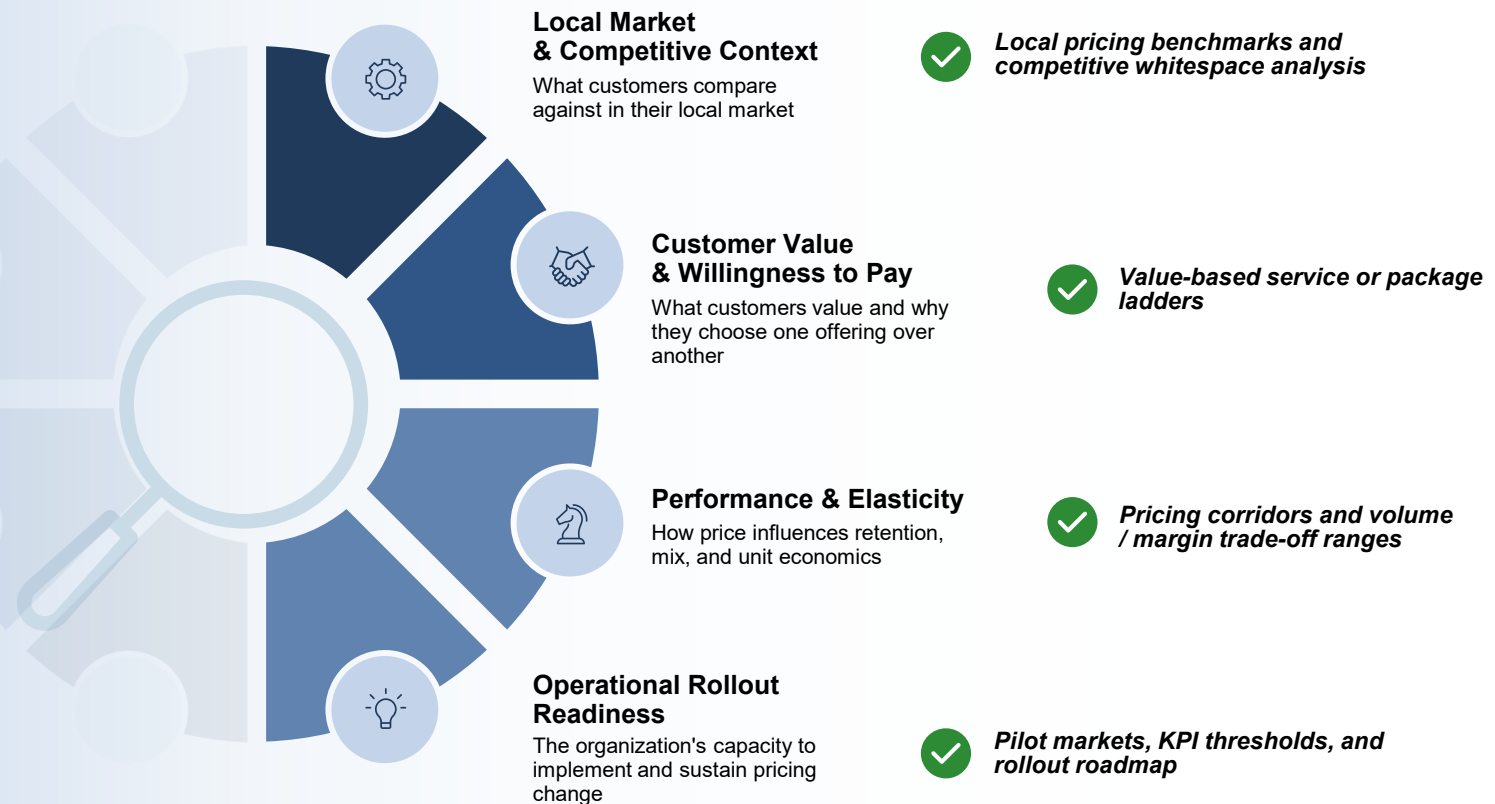 Local Market
& Competitive Context
What customers compare
against in their local market
Local pricing benchmarks and
competitive whitespace analysis
Customer Value
& Willingness to Pay
What customers value and why
they choose one offering over
another
Value-based service or package
ladders
Performance & Elasticity
How price influences retention,
mix, and unit economics
Pricing corridors and volume
/ margin trade-off ranges
Operational Rollout
Readiness
The organization's capacity to
implement and sustain pricing
change
Pilot markets, KPI thresholds, and
rollout roadmap